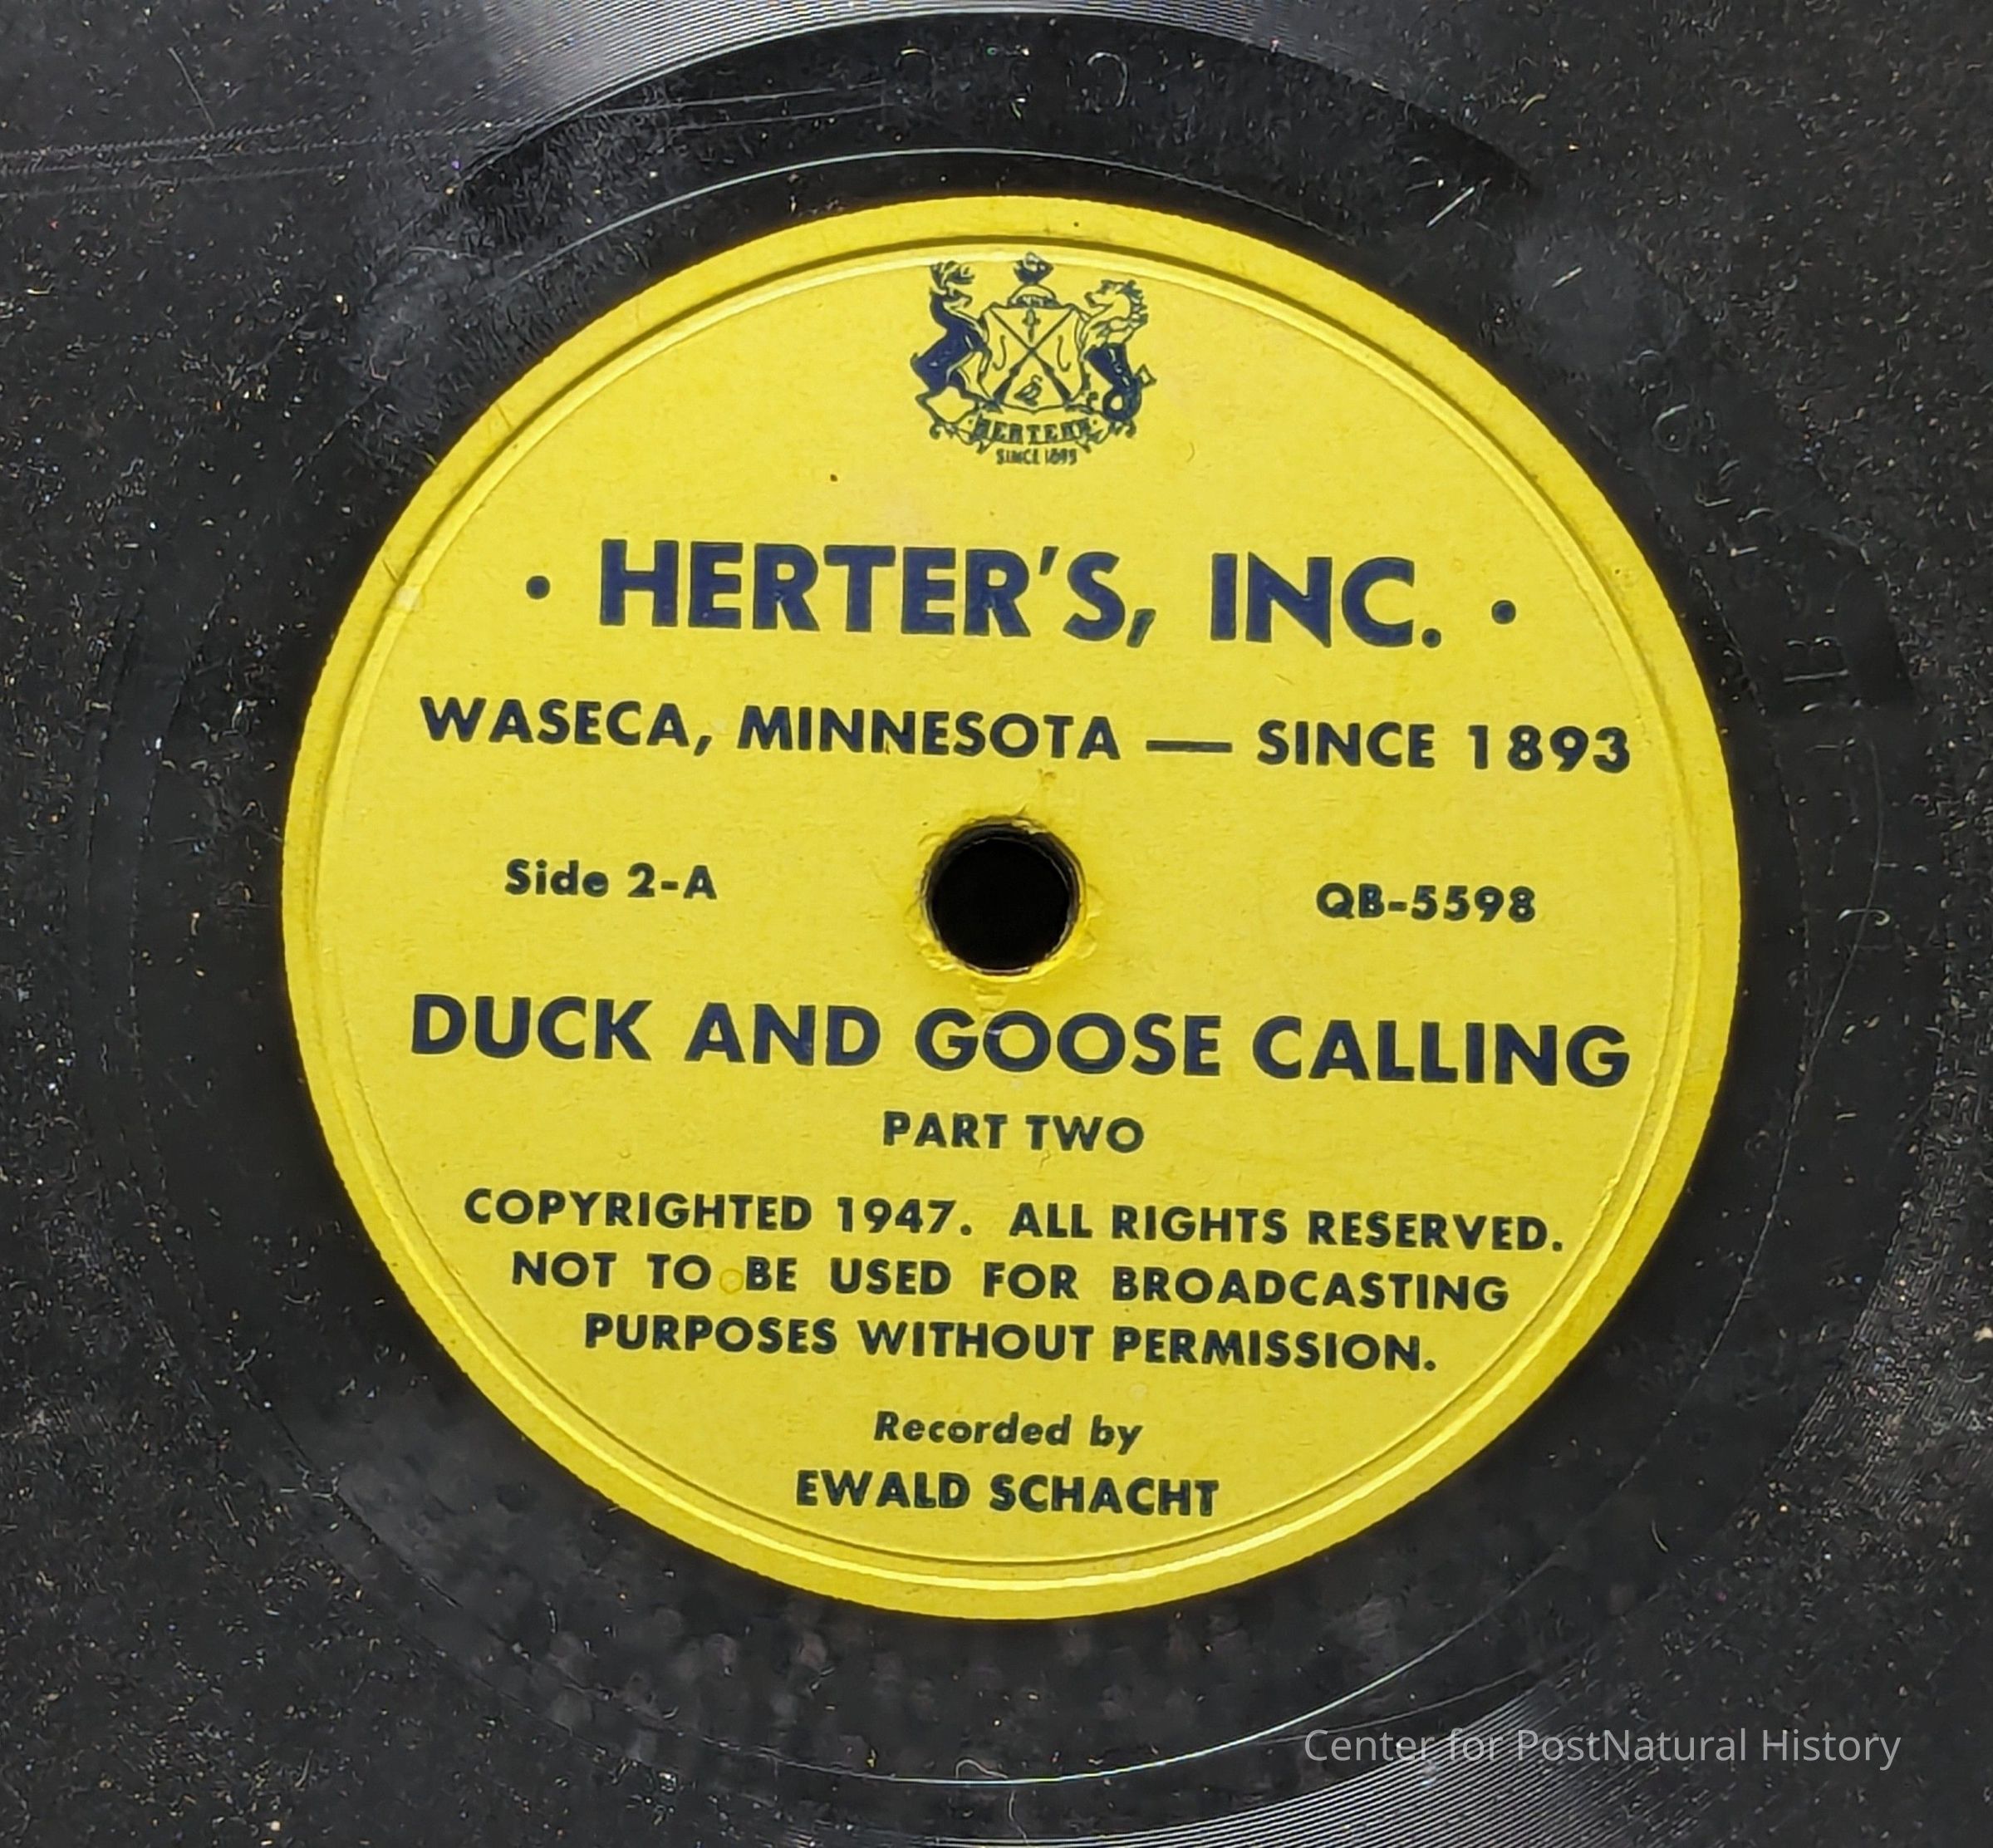 HERTER'S
SINCE 1893
• HERTER'S, INC. •
WASECA, MINNESOTA — SINCE 1893
Side 2-A
QB-5598
DUCK AND GOOSE CALLING
PART TWO
COPYRIGHTED 1947. ALL RIGHTS RESERVED.
NOT TO BE USED FOR BROADCASTING
PURPOSES WITHOUT PERMISSION.
Recorded by
EWALD SCHACHT
Center for PostNatural History